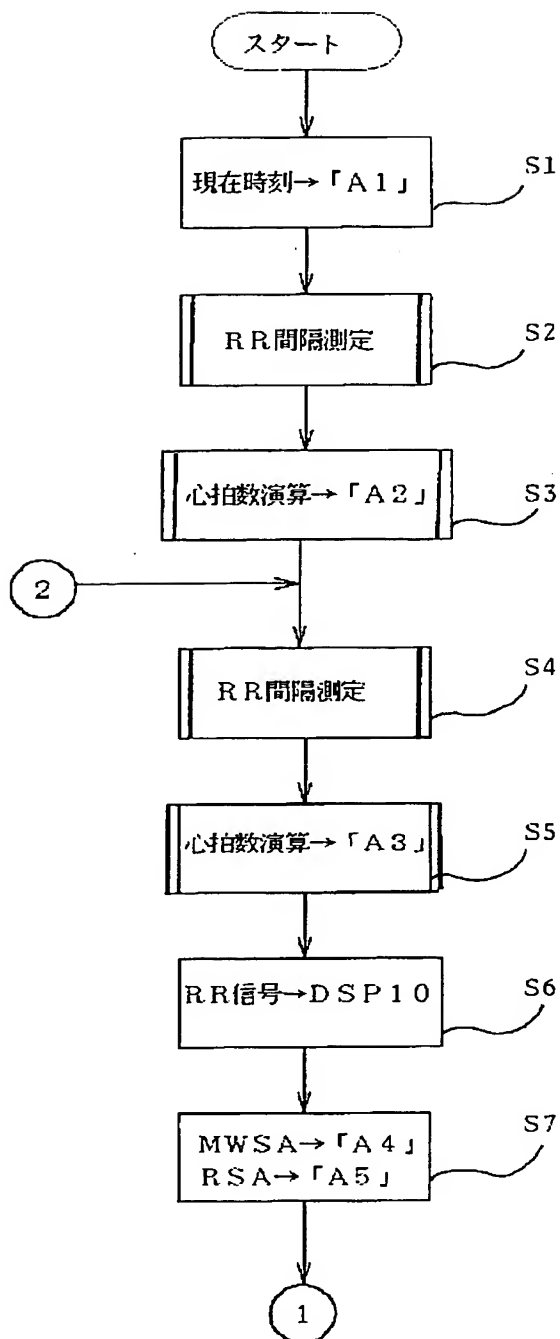 スタート
現在時刻→「A1」
S1
RR間隔測定
S2
心拍数演算→「A2」
S3
2
RR間隔測定
S4
心拍数演算→「A3」
S5
RR信号→DSP10
S6
MWSA→「A4」
RSA→「A5」
S7
1